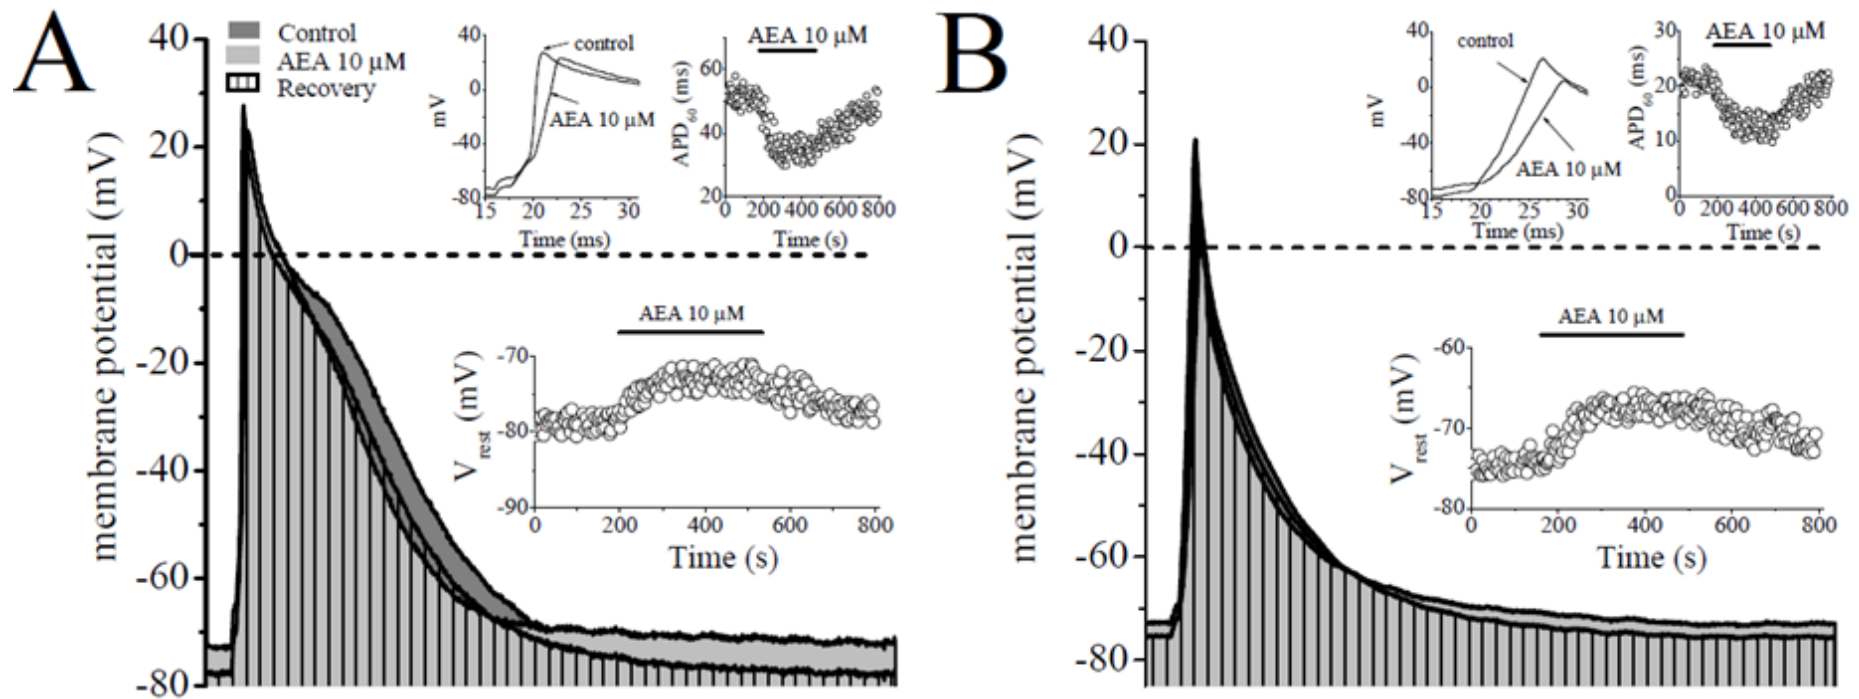 A
membrane potential (mV)
40
20
0
-20
-40
-60
-80
Control
AEA 10 µM
Recovery
mV
40
0
-40
-80
control
AEA 10 µM
15
20
25
30
Time (ms)
AEA 10 µM
APD60 (ms)
60
40
20
0
200
400
600
800
Time (s)
AEA 10 µM
Vrest (mV)
-70
-80
-90
0
200
400
600
800
Time (s)
B
membrane potential (mV)
40
20
0
-20
-40
-60
-80
mV
40
0
-40
-80
control
AEA 10 µM
15
20
25
30
Time (ms)
AEA 10 µM
APD60 (ms)
30
20
10
0
0
200
400
600
800
Time (s)
AEA 10 µM
Vrest (mV)
-60
-70
-80
0
200
400
600
800
Time (s)